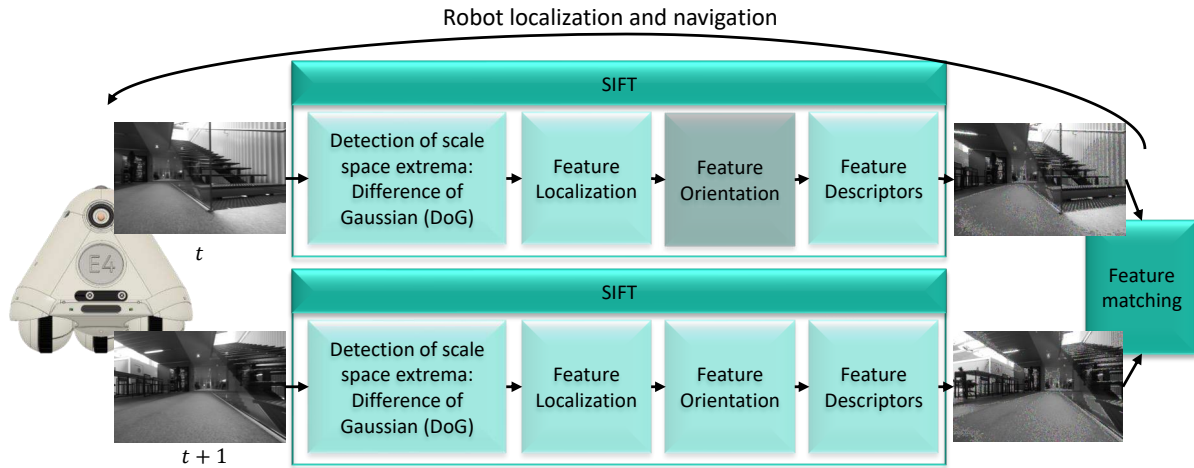 Robot localization and navigation
SIFT
Detection of scale
space extrema:
Difference of
Gaussian (DoG)
Feature
Localization
Feature
Orientation
Feature
Descriptors
t
E4
Feature
matching
SIFT
Detection of scale
space extrema:
Difference of
Gaussian (DoG)
Feature
Localization
Feature
Orientation
Feature
Descriptors
t + 1